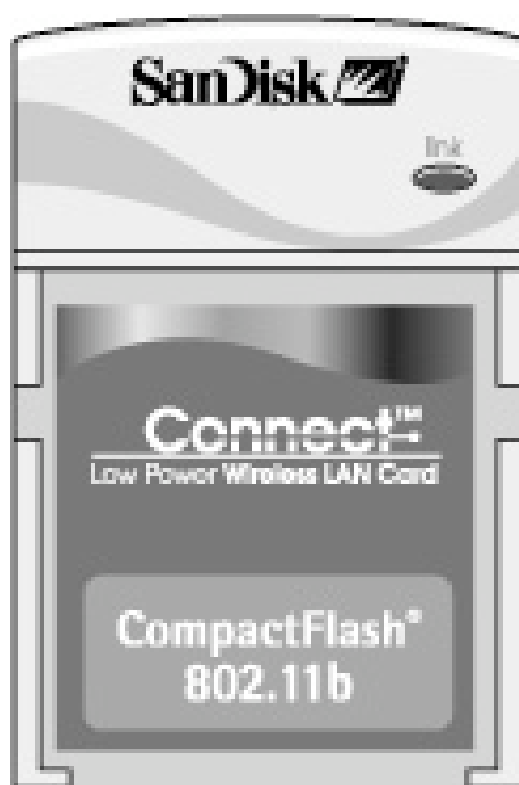 SanDisk
link
Connect™
Low Power Wireless LAN Card
CompactFlash®
802.11b